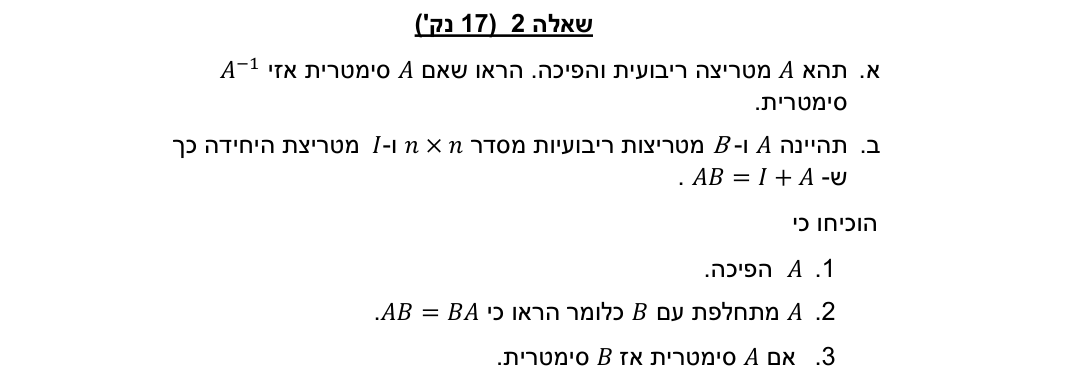 שאלה 2 (17 נק')
א. תהא A מטריצה ריבועית והפיכה. הראו שאם A סימטרית אזי A⁻¹
סימטרית.
ב. תהיינה A ו-B מטריצות ריבועיות מסדר n × n ו-I מטריצת היחידה כך
ש- AB = I + A .
הוכיחו כי
1. A הפיכה.
2. A מתחלפת עם B כלומר הראו כי AB = BA.
3. אם A סימטרית אז B סימטרית.